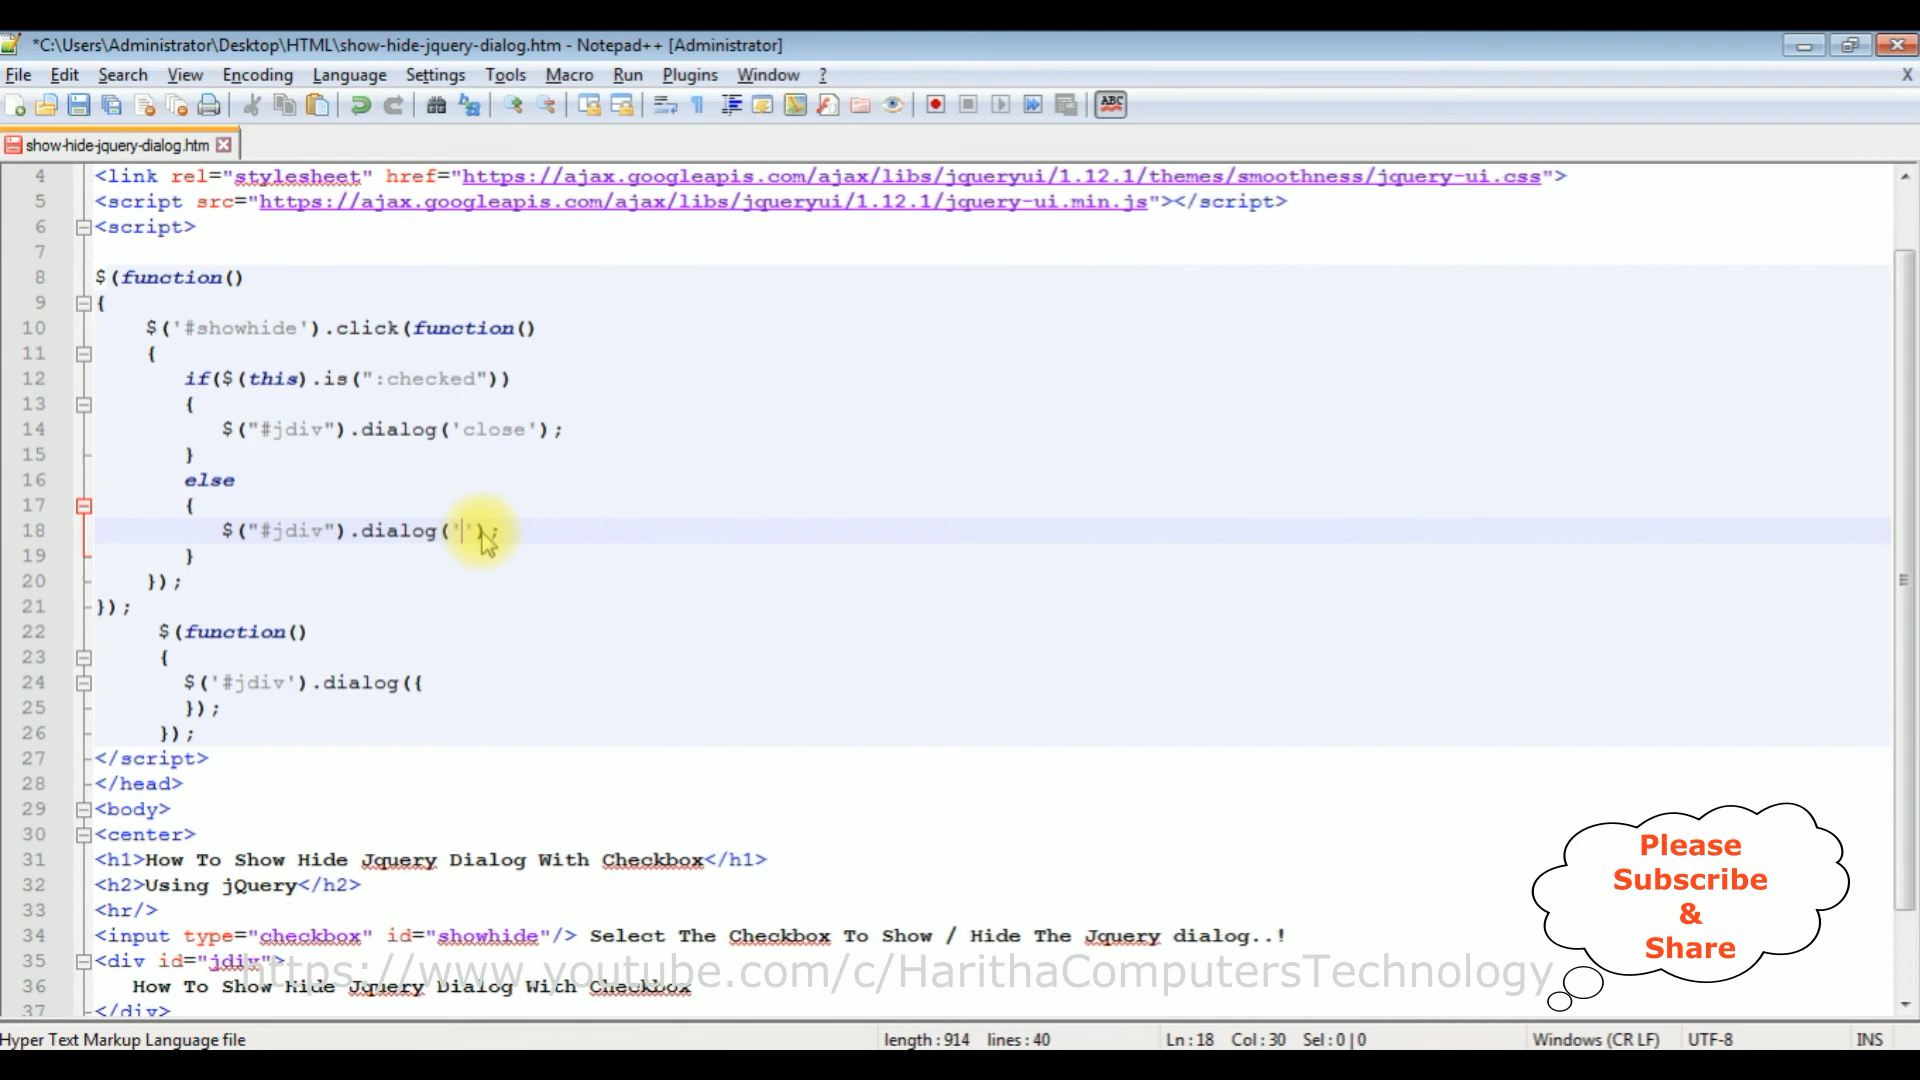 *C:\Users\Administrator\Desktop\HTML\show-hide-jquery-dialog.htm - Notepad++ [Administrator]
File Edit Search View Encoding Language Settings Tools Macro Run Plugins Window ? X
ABC
show-hide-jquery-dialog.htm
4 <link rel="stylesheet" href="https://ajax.googleapis.com/ajax/libs/jqueryui/1.12.1/themes/smoothness/jquery-ui.css">
5 <script src="https://ajax.googleapis.com/ajax/libs/jqueryui/1.12.1/jquery-ui.min.js"></script>
6 <script>
7
8 $(function()
9 {
10 $('#showhide').click(function()
11 {
12 if($(this).is(":checked"))
13 {
14 $("#jdiv").dialog('close');
15 }
16 else
17 {
18 $("#jdiv").dialog('');
19 }
20 });
21 });
22 $(function()
23 {
24 $('#jdiv').dialog({
25 });
26 });
27 </script>
28 </head>
29 <body>
30 <center>
31 <h1>How To Show Hide Jquery Dialog With Checkbox</h1>
32 <h2>Using jQuery</h2>
33 <hr/>
34 <input type="checkbox" id="showhide"/> Select The Checkbox To Show / Hide The Jquery dialog..!
35 <div id="jdiv">
36 How To Show Hide Jquery Dialog With Checkbox
37 </div>
https://www.youtube.com/c/HarithaComputersTechnology
Please
Subscribe
&
Share
Hyper Text Markup Language file length : 914 lines : 40 Ln : 18 Col : 30 Sel : 0 | 0 Windows (CR LF) UTF-8 INS